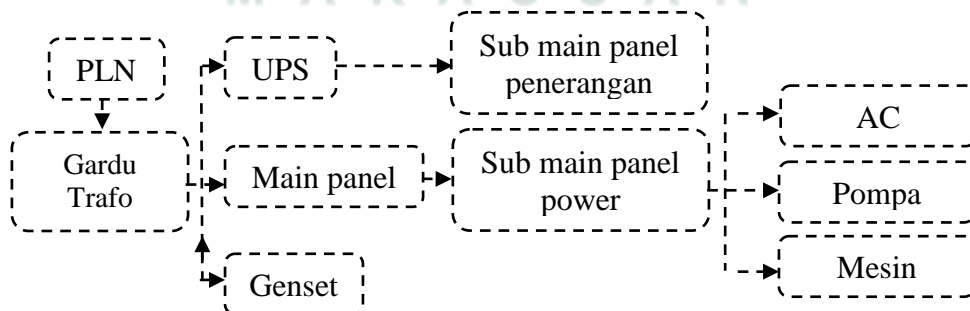 PLN
Gardu
Trafo
UPS
Main panel
Genset
Sub main panel
penerangan
Sub main panel
power
AC
Pompa
Mesin